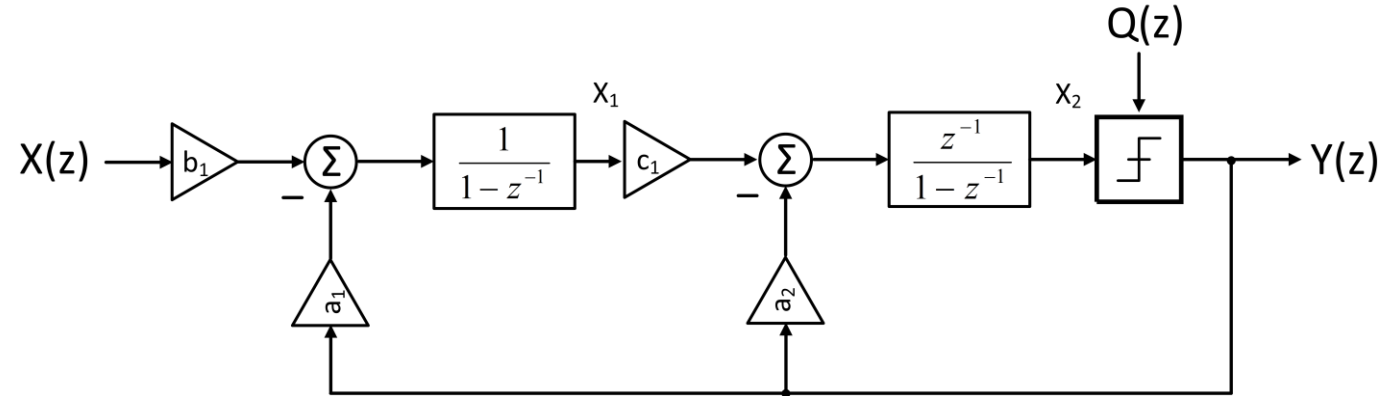 Q(z)
X(z)
b₁
Σ
1
1 − z⁻¹
X₁
c₁
Σ
z⁻¹
1 − z⁻¹
X₂
Y(z)
−
−
a₁
a₂